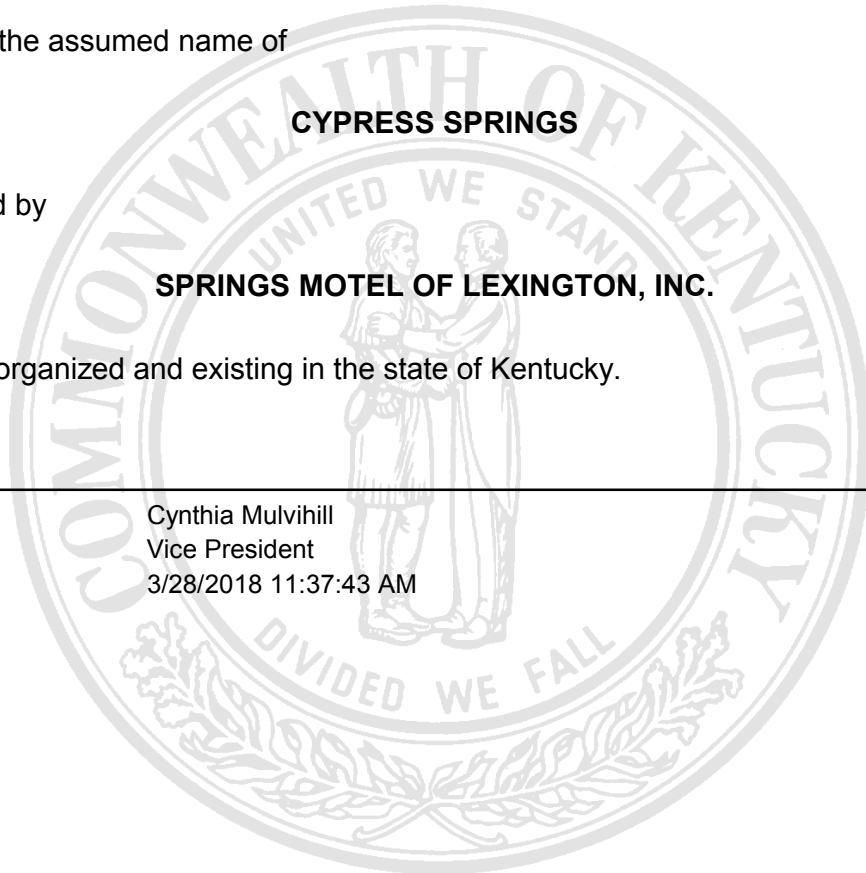 the assumed name of
CYPRESS SPRINGS
d by
SPRINGS MOTEL OF LEXINGTON, INC.
organized and existing in the state of Kentucky.
Cynthia Mulvihill
Vice President
3/28/2018 11:37:43 AM
COMMONWEALTH OF KENTUCKY
UNITED WE STAND
DIVIDED WE FALL